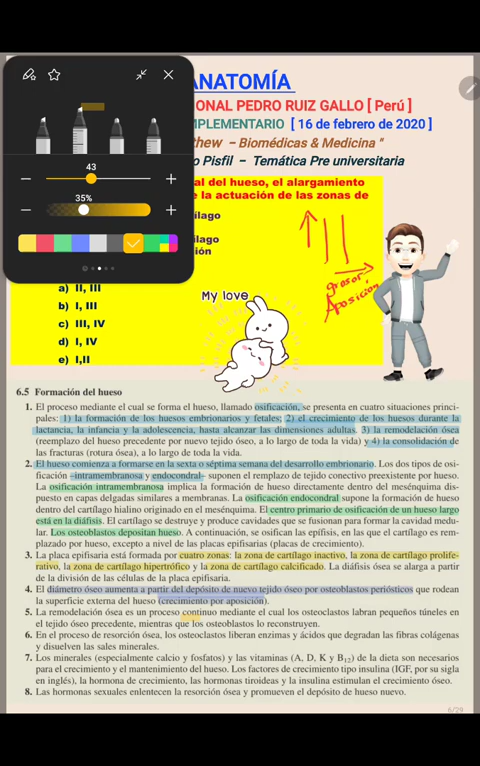 43
35%
ANATOMÍA
ONAL PEDRO RUIZ GALLO [ Perú ]
MPLEMENTARIO [ 16 de febrero de 2020 ]
thew – Biomédicas & Medicina “
o Pisfil – Temática Pre universitaria
al del hueso, el alargamiento
e la actuación de las zonas de
ílago
ílago
ión
a) II, III
b) I, III
c) III, IV
d) I, IV
e) I,II
grosor
Aposición
My love
6.5 Formación del hueso
1. El proceso mediante el cual se forma el hueso, llamado osificación, se presenta en cuatro situaciones princi-
pales: 1) la formación de los huesos embrionarios y fetales; 2) el crecimiento de los huesos durante la
lactancia, la infancia y la adolescencia, hasta alcanzar las dimensiones adultas. 3) la remodelación ósea
(reemplazo del hueso precedente por nuevo tejido óseo, a lo largo de toda la vida) y 4) la consolidación de
las fracturas (rotura ósea), a lo largo de toda la vida.
2. El hueso comienza a formarse en la sexta o séptima semana del desarrollo embrionario. Los dos tipos de osi-
ficación –intramembranosa y endocondral– suponen el remplazo de tejido conectivo preexistente por hueso.
La osificación intramembranosa implica la formación de hueso directamente dentro del mesénquima dis-
puesto en capas delgadas similares a membranas. La osificación endocondral supone la formación de hueso
dentro del cartílago hialino originado en el mesénquima. El centro primario de osificación de un hueso largo
está en la diáfisis. El cartílago se destruye y produce cavidades que se fusionan para formar la cavidad medu-
lar. Los osteoblastos depositan hueso. A continuación, se osifican las epífisis, en las que el cartílago es rem-
plazado por hueso, excepto a nivel de las placas epifisarias (placas de crecimiento).
3. La placa epifisaria está formada por cuatro zonas: la zona de cartílago inactivo, la zona de cartílago prolife-
rativo, la zona de cartílago hipertrófico y la zona de cartílago calcificado. La diáfisis ósea se alarga a partir
de la división de las células de la placa epifisaria.
4. El diámetro óseo aumenta a partir del depósito de nuevo tejido óseo por osteoblastos periósticos que rodean
la superficie externa del hueso (crecimiento por aposición).
5. La remodelación ósea es un proceso continuo mediante el cual los osteoclastos labran pequeños túneles en
el tejido óseo precedente, mientras que los osteoblastos lo reconstruyen.
6. En el proceso de resorción ósea, los osteoclastos liberan enzimas y ácidos que degradan las fibras colágenas
y disuelven las sales minerales.
7. Los minerales (especialmente calcio y fosfatos) y las vitaminas (A, D, K y B12) de la dieta son necesarios
para el crecimiento y el mantenimiento del hueso. Los factores de crecimiento tipo insulina (IGF, por su sigla
en inglés), la hormona de crecimiento, las hormonas tiroideas y la insulina estimulan el crecimiento óseo.
8. Las hormonas sexuales enlentecen la resorción ósea y promueven el depósito de hueso nuevo.
6/29